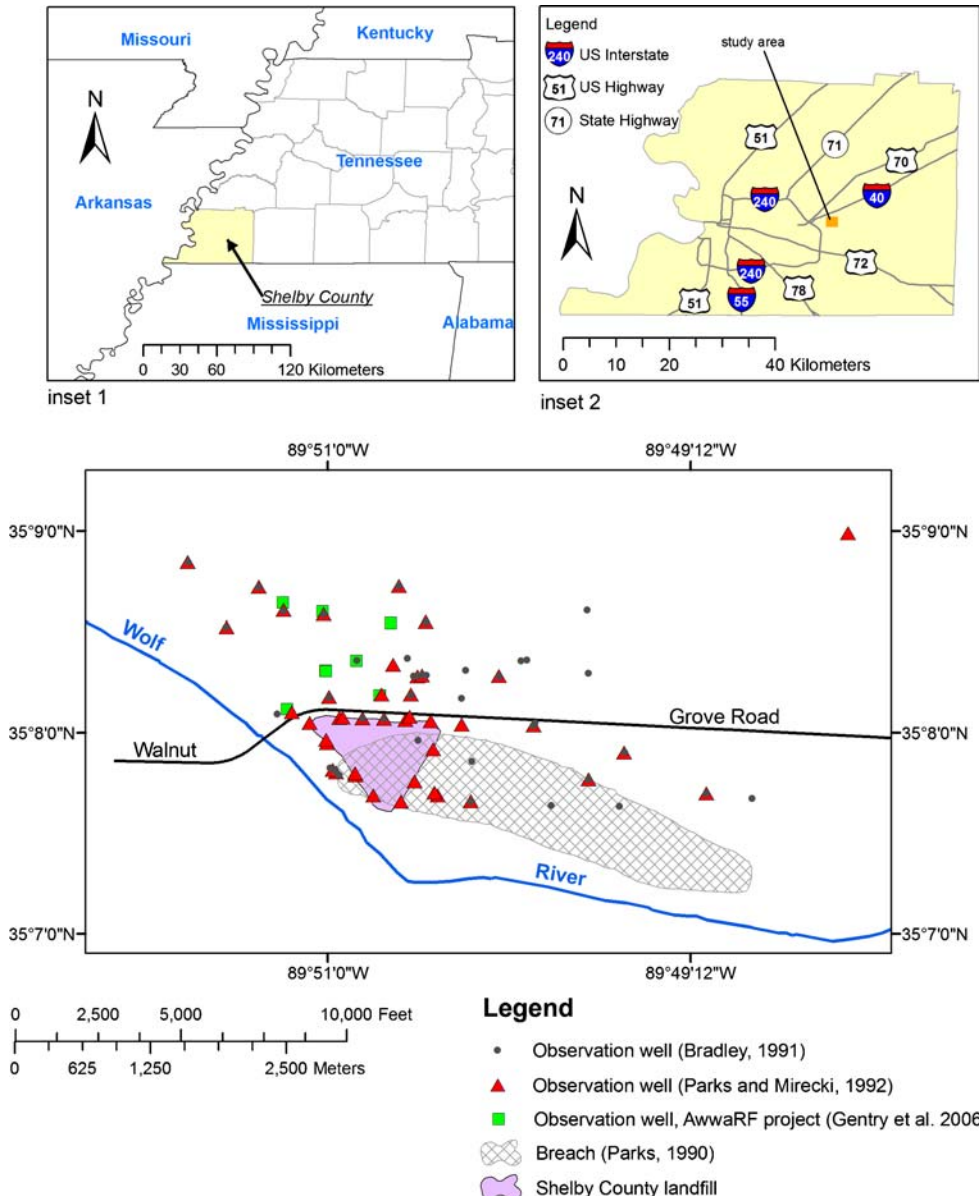 Missouri
Kentucky
N
Tennessee
Arkansas
Shelby County
Mississippi
Alabama
0 30 60 120 Kilometers
inset 1
Legend
240 US Interstate
51 US Highway
71 State Highway
study area
N
51
71
70
240
40
72
240
78
51
55
0 10 20 40 Kilometers
inset 2
89°51'0"W 89°49'12"W
35°9'0"N 35°9'0"N
Wolf
35°8'0"N 35°8'0"N
Walnut
Grove Road
River
35°7'0"N 35°7'0"N
89°51'0"W 89°49'12"W
0 2,500 5,000 10,000 Feet
0 625 1,250 2,500 Meters
Legend
Observation well (Bradley, 1991)
Observation well (Parks and Mirecki, 1992)
Observation well, AwwaRF project (Gentry et al. 2006
Breach (Parks, 1990)
Shelby County landfill